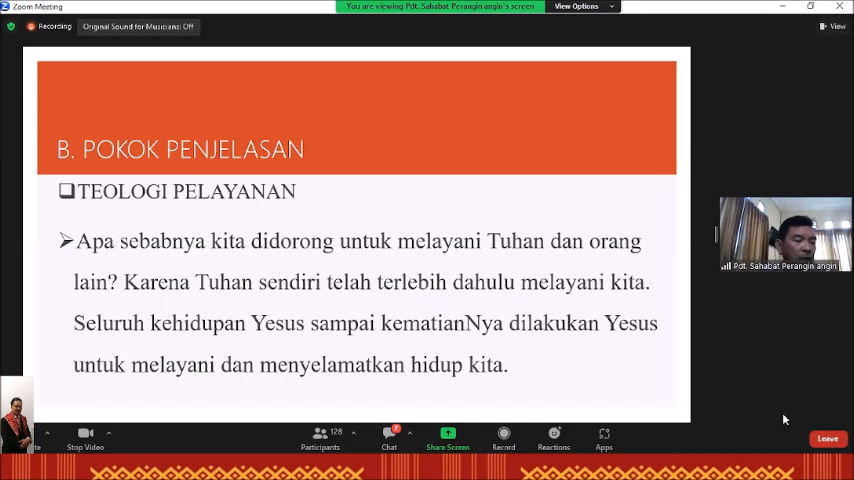 Zoom Meeting
You are viewing Pdt. Sahabat Perangin angin's screen
View Options
Recording
Original Sound for Musicians: Off
View
B. POKOK PENJELASAN
TEOLOGI PELAYANAN
Apa sebabnya kita didorong untuk melayani Tuhan dan orang
lain? Karena Tuhan sendiri telah terlebih dahulu melayani kita.
Seluruh kehidupan Yesus sampai kematianNya dilakukan Yesus
untuk melayani dan menyelamatkan hidup kita.
Pdt. Sahabat Perangin angin
128
2
te
Stop Video
Participants
Chat
Share Screen
Record
Reactions
Apps
Leave